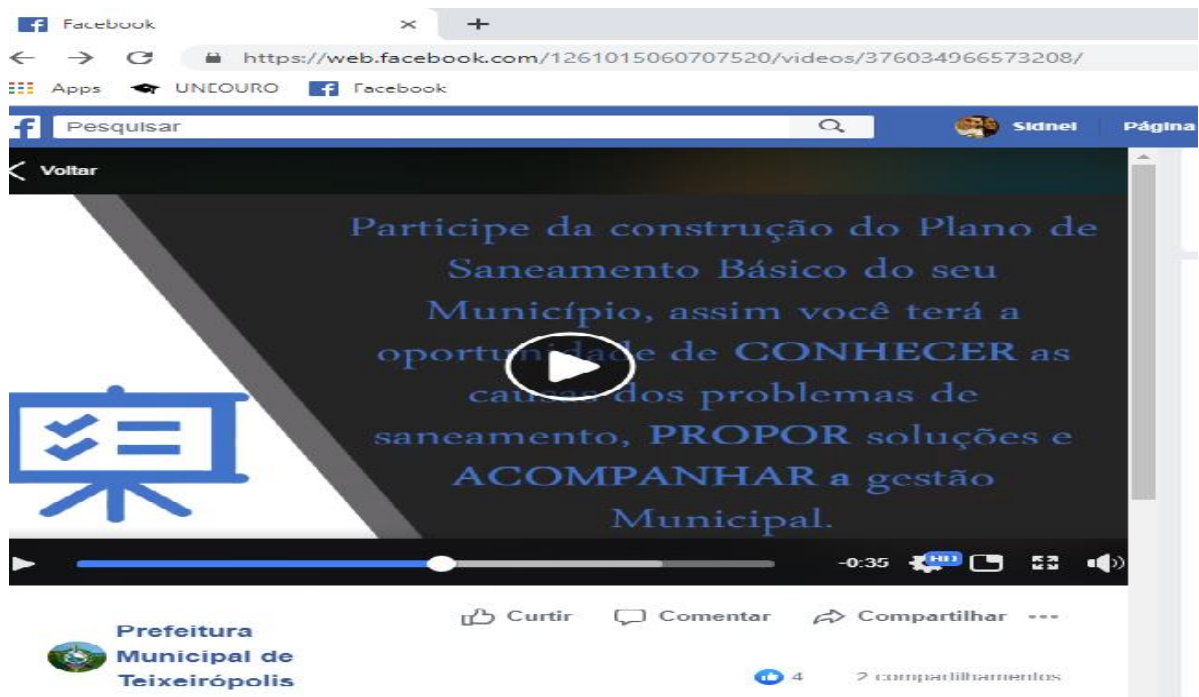 Facebook
https://web.facebook.com/1261015060707520/videos/376034966573208/
Apps UNEOURO Facebook
Pesquisar Sidnei Página
Voltar
Participe da construção do Plano de
Saneamento Básico do seu
Município, assim você terá a
oportunidade de CONHECER as
causas dos problemas de
saneamento, PROPOR soluções e
ACOMPANHAR a gestão
Municipal.
-0:35 HD
Curtir Comentar Compartilhar
Prefeitura
Municipal de
Teixeirópolis
4 2 compartilhamentos